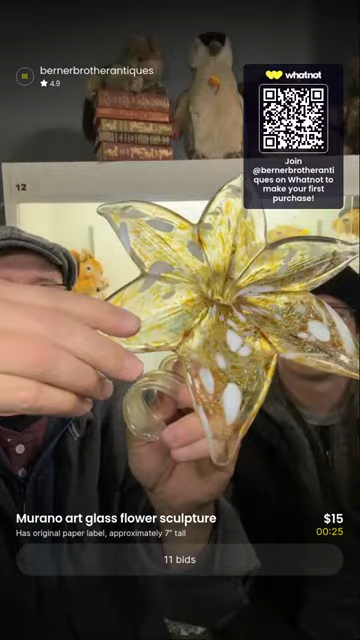 BE
bernerbrotherantiques
★ 4.9
whatnot
Join
@bernerbrotheranti
ques on Whatnot to
make your first
purchase!
12
Murano art glass flower sculpture
$15
Has original paper label, approximately 7" tall
00:25
11 bids